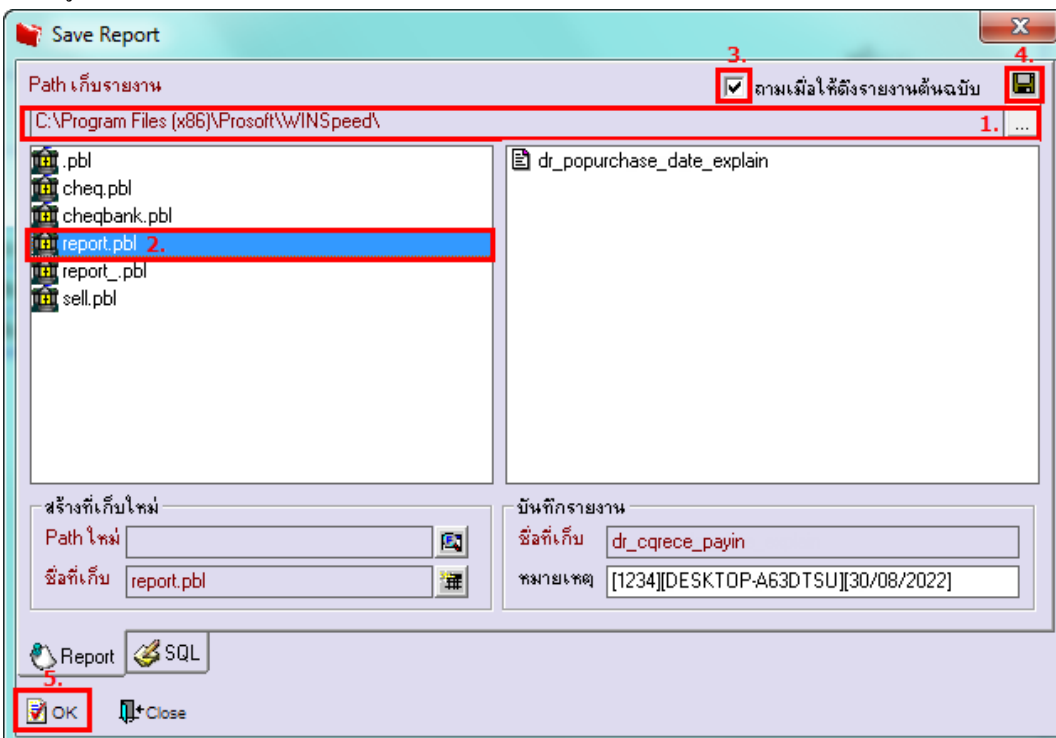 Save Report
3.
4.
Path เก็บรายงาน
ถามเมื่อให้ดึงรายงานต้นฉบับ
C:\Program Files (x86)\Prosoft\WINSpeed\
1.
...
.pbl
cheq.pbl
cheqbank.pbl
report.pbl 2.
report_.pbl
sell.pbl
dr_popurchase_date_explain
สร้างที่เก็บใหม่
Path ใหม่
ชื่อที่เก็บ report.pbl
บันทึกรายงาน
ชื่อที่เก็บ dr_cqrece_payin
หมายเหตุ [1234][DESKTOP-A63DTSU][30/08/2022]
Report
SQL
5.
OK
Close